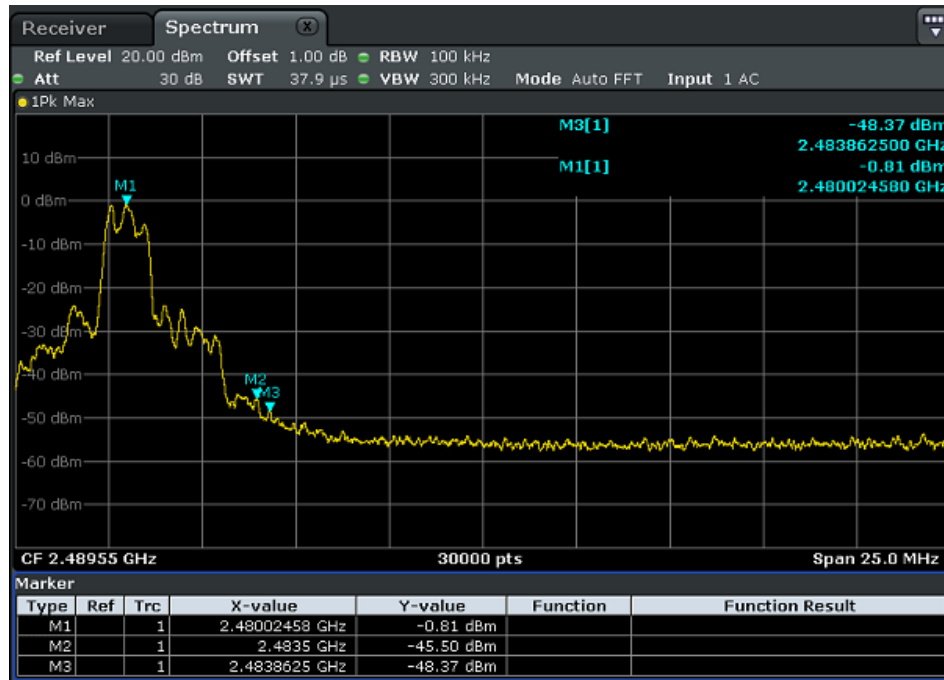 Receiver Spectrum X
Ref Level 20.00 dBm Offset 1.00 dB RBW 100 kHz
Att 30 dB SWT 37.9 µs VBW 300 kHz Mode Auto FFT Input 1 AC
1Pk Max
M3[1] -48.37 dBm
2.483862500 GHz
10 dBm
M1[1] -0.81 dBm
2.480024580 GHz
M1
0 dBm
-10 dBm
-20 dBm
-30 dBm
-40 dBm
M2
M3
-50 dBm
-60 dBm
-70 dBm
CF 2.48955 GHz 30000 pts Span 25.0 MHz
Marker
Type Ref Trc X-value Y-value Function Function Result
M1 1 2.48002458 GHz -0.81 dBm
M2 1 2.4835 GHz -45.50 dBm
M3 1 2.4838625 GHz -48.37 dBm